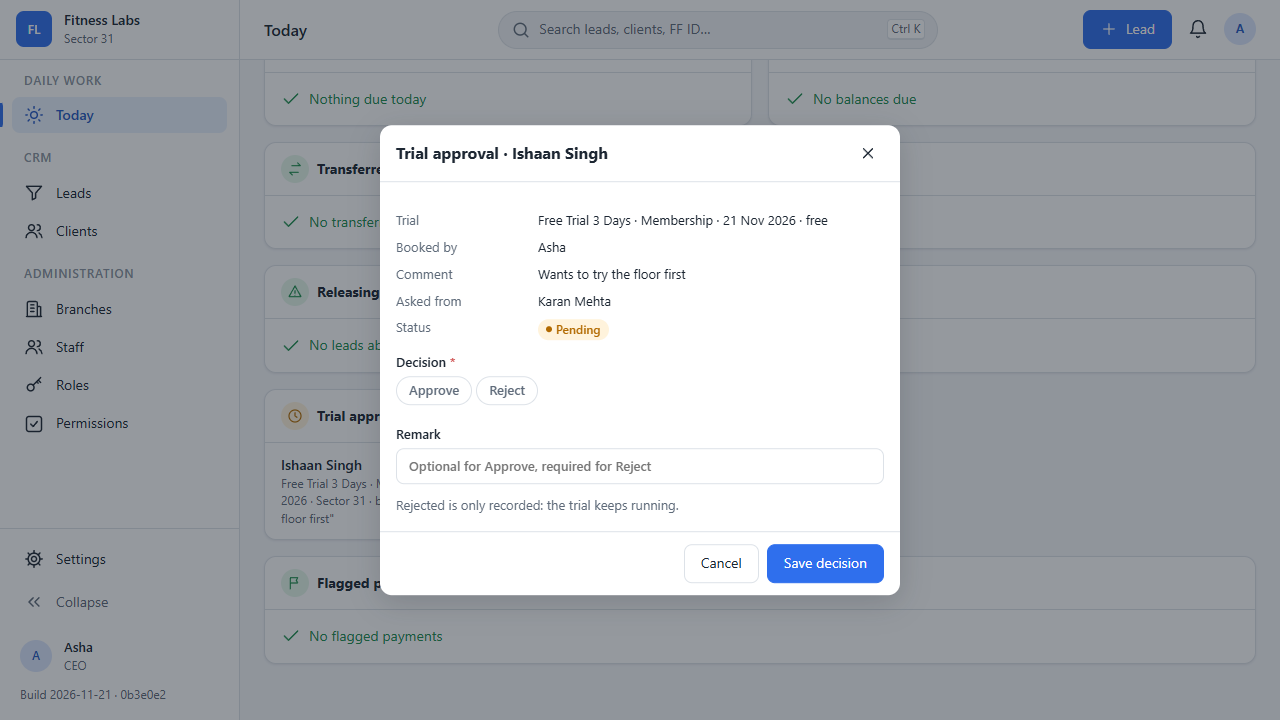 FL
Fitness Labs
Sector 31
DAILY WORK
Today
CRM
Leads
Clients
ADMINISTRATION
Branches
Staff
Roles
Permissions
Settings
Collapse
A
Asha
CEO
Build 2026-11-21 · 0b3e0e2
Today
Search leads, clients, FF ID...
Ctrl K
Lead
A
Nothing due today
No balances due
Transferre
No transfer
Releasing
No leads ab
Trial appr
Ishaan Singh
Free Trial 3 Days ·
2026 · Sector 31 · b
floor first"
Flagged p
No flagged payments
Trial approval · Ishaan Singh
Trial Free Trial 3 Days · Membership · 21 Nov 2026 · free
Booked by Asha
Comment Wants to try the floor first
Asked from Karan Mehta
Status Pending
Decision *
Approve Reject
Remark
Optional for Approve, required for Reject
Rejected is only recorded: the trial keeps running.
Cancel Save decision